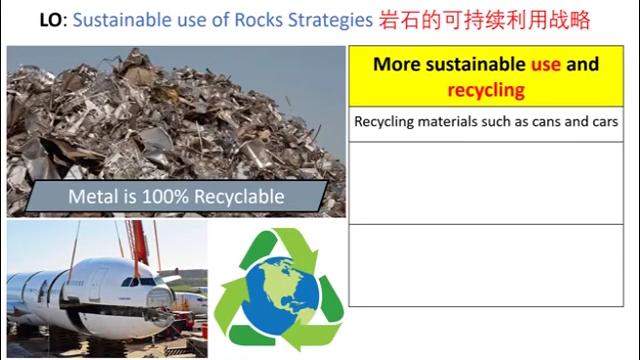 LO: Sustainable use of Rocks Strategies 岩石的可持续利用战略
More sustainable use and
recycling
Recycling materials such as cans and cars
Metal is 100% Recyclable